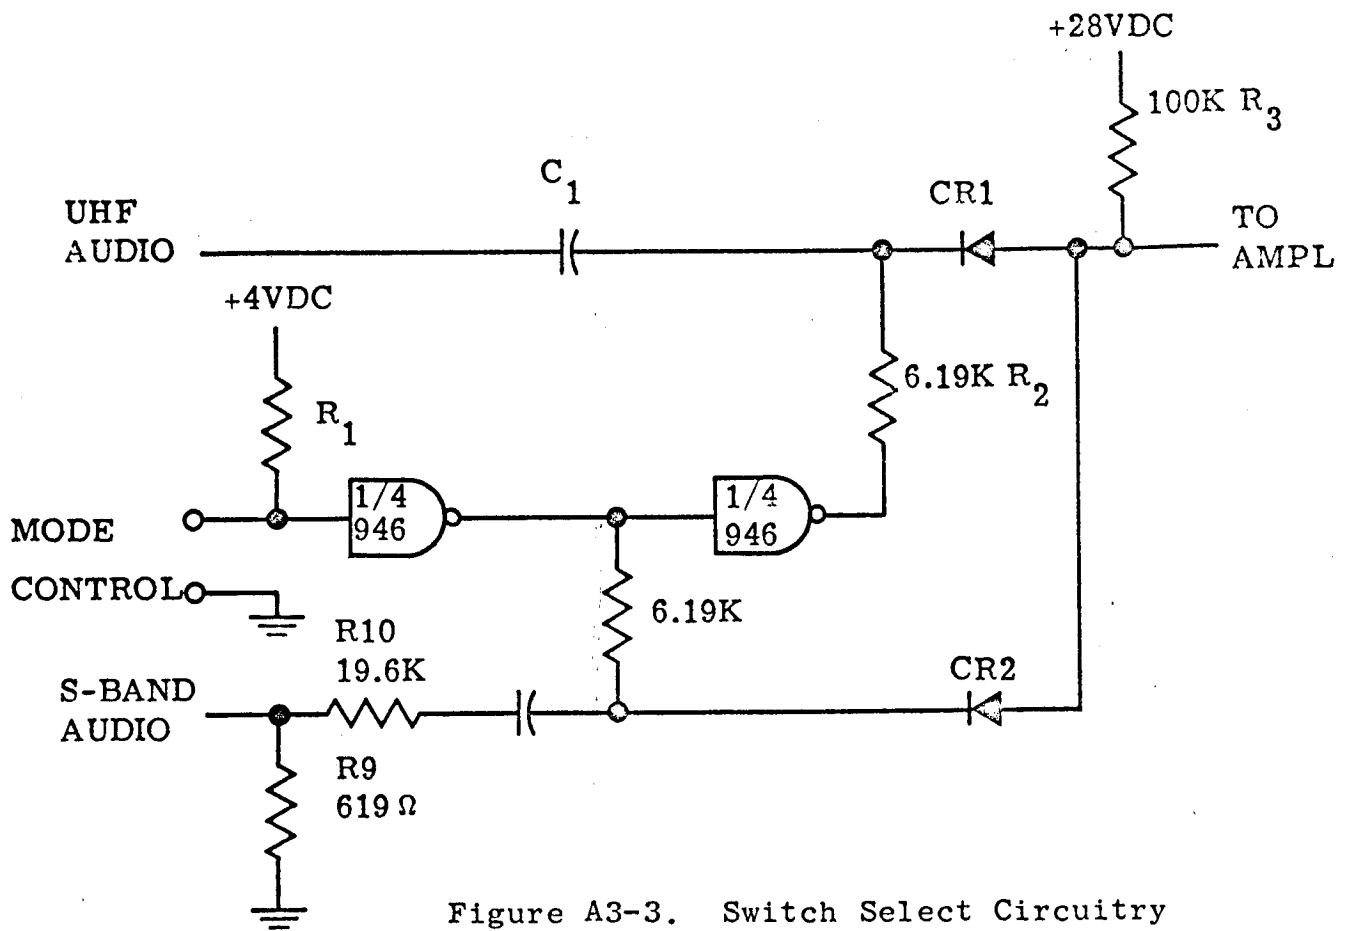 +28VDC
100K R3
C1
CR1
UHF
AUDIO
TO
AMPL
+4VDC
R1
6.19K R2
1/4
946
1/4
946
MODE
CONTROL
6.19K
R10
19.6K
S-BAND
AUDIO
CR2
R9
619 Ω
Figure A3-3. Switch Select Circuitry